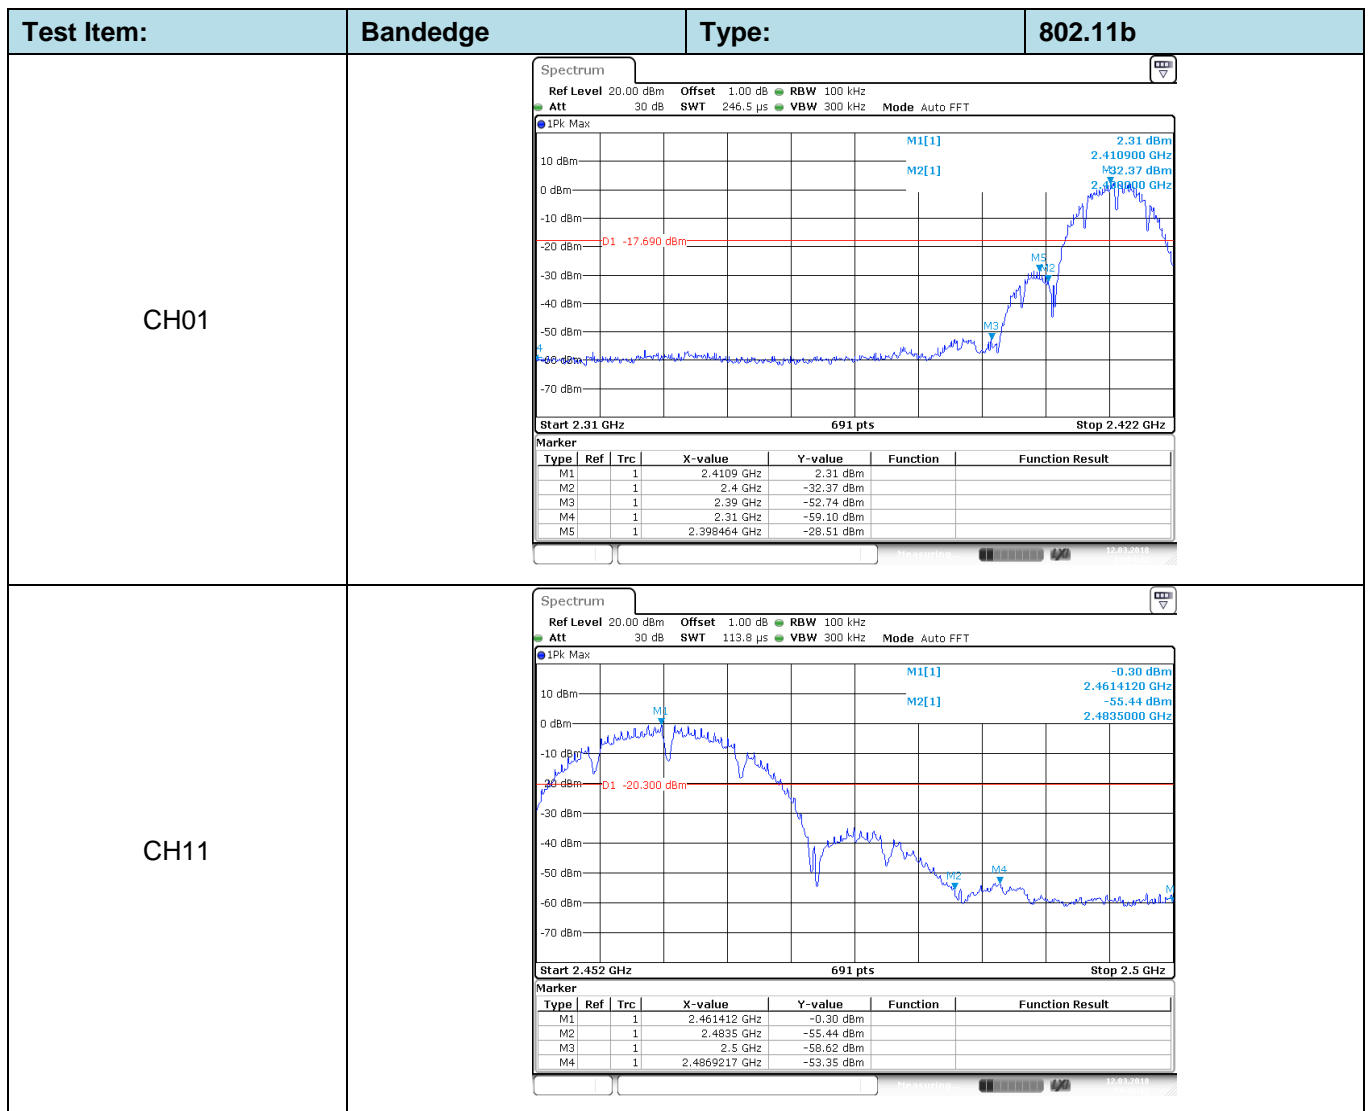 Test Item: Bandedge Type: 802.11b
CH01
Spectrum
Ref Level 20.00 dBm Offset 1.00 dB RBW 100 kHz
Att 30 dB SWT 246.5 µs VBW 300 kHz Mode Auto FFT
1Pk Max
M1[1] 2.31 dBm
2.410900 GHz
M2[1] -32.37 dBm
GHz
10 dBm
0 dBm
-10 dBm
D1 -17.690 dBm
-20 dBm
M5
M2
-30 dBm
-40 dBm
M3
-50 dBm
4
-60 dBm
-70 dBm
Start 2.31 GHz 691 pts Stop 2.422 GHz
Marker
Type Ref Trc X-value Y-value Function Function Result
M1 1 2.4109 GHz 2.31 dBm
M2 1 2.4 GHz -32.37 dBm
M3 1 2.39 GHz -52.74 dBm
M4 1 2.31 GHz -59.10 dBm
M5 1 2.398464 GHz -28.51 dBm
Measuring... 12.03.2018
CH11
Spectrum
Ref Level 20.00 dBm Offset 1.00 dB RBW 100 kHz
Att 30 dB SWT 113.8 µs VBW 300 kHz Mode Auto FFT
1Pk Max
M1[1] -0.30 dBm
2.4614120 GHz
M2[1] -55.44 dBm
2.4835000 GHz
10 dBm
M1
0 dBm
-10 dBm
-20 dBm
D1 -20.300 dBm
-30 dBm
-40 dBm
-50 dBm
M2 M4
M
-60 dBm
-70 dBm
Start 2.452 GHz 691 pts Stop 2.5 GHz
Marker
Type Ref Trc X-value Y-value Function Function Result
M1 1 2.461412 GHz -0.30 dBm
M2 1 2.4835 GHz -55.44 dBm
M3 1 2.5 GHz -58.62 dBm
M4 1 2.4869217 GHz -53.35 dBm
Measuring... 12.03.2018